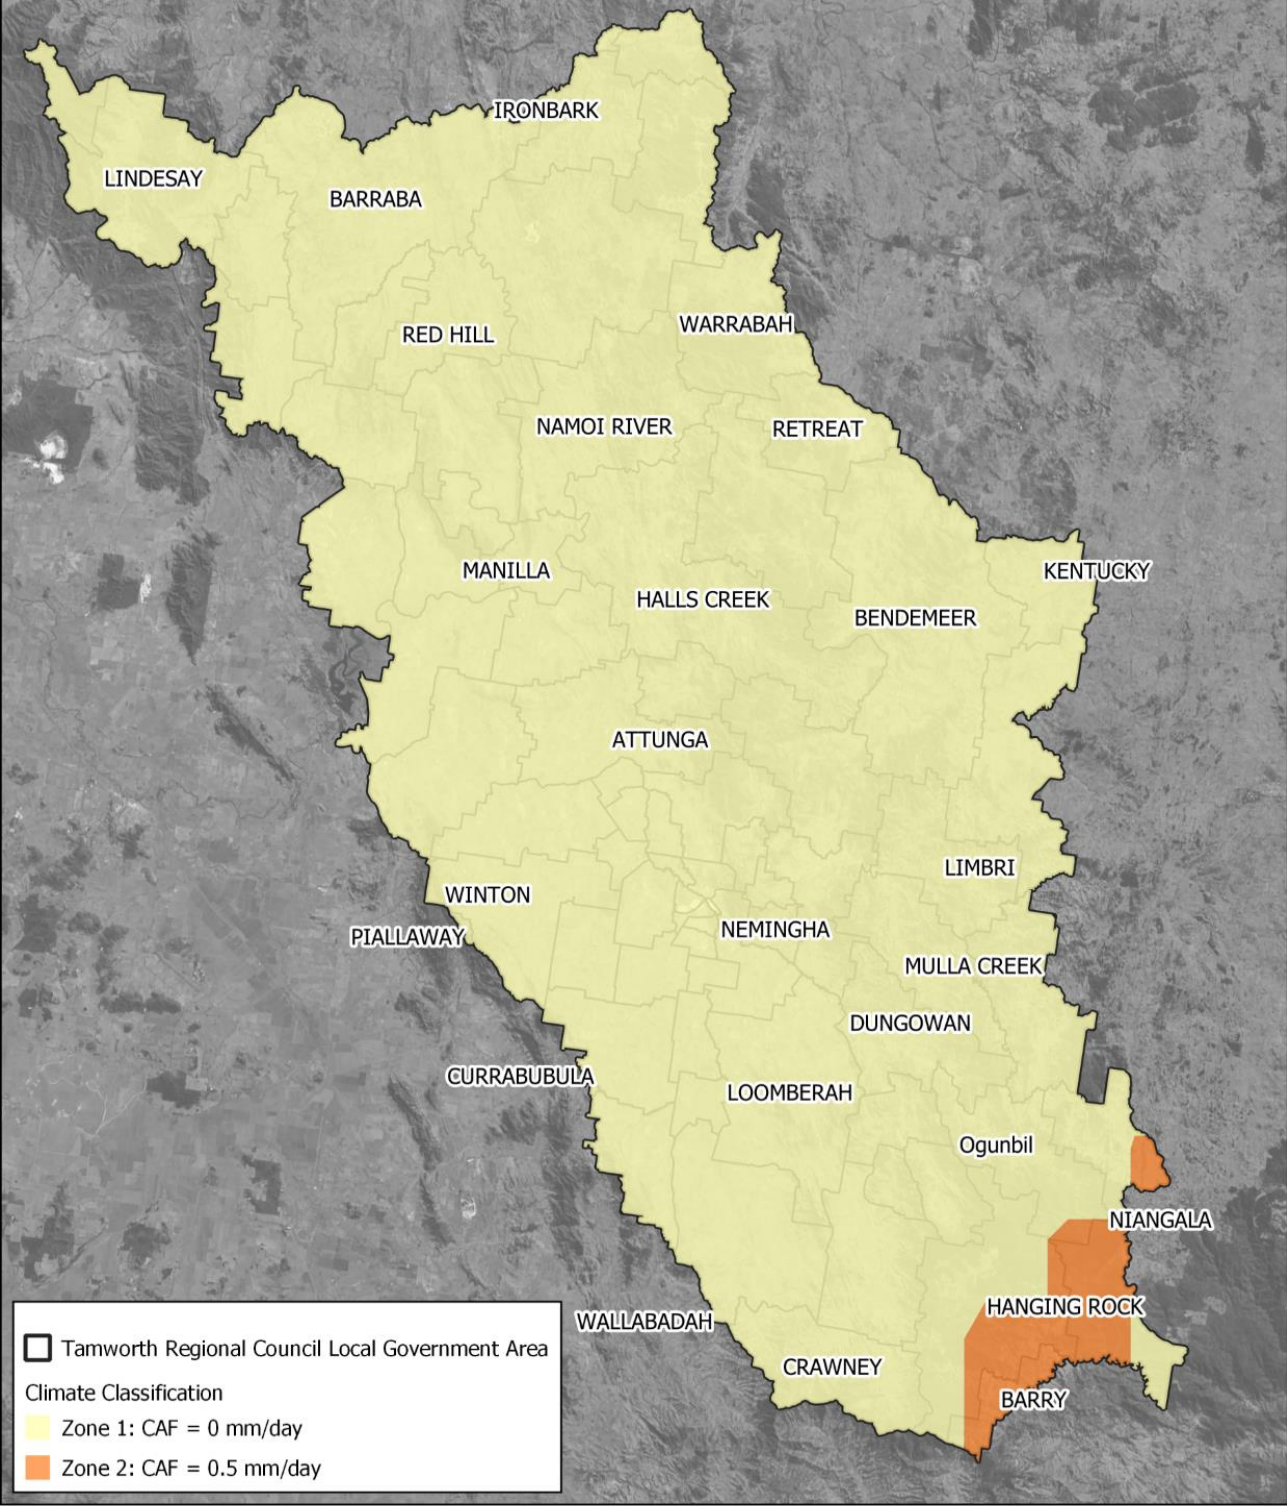 IRONBARK
LINDESAY
BARRABA
WARRABAH
RED HILL
NAMOI RIVER
RETREAT
MANILLA
KENTUCKY
HALLS CREEK
BENDEMEER
ATTUNGA
LIMBRI
WINTON
NEMINGHA
PIALLAWAY
MULLA CREEK
DUNGOWAN
CURRABUBULA
LOOMBERAH
Ogunbil
NIANGALA
HANGING ROCK
WALLABADAH
CRAWNEY
BARRY
Tamworth Regional Council Local Government Area
Climate Classification
Zone 1: CAF = 0 mm/day
Zone 2: CAF = 0.5 mm/day